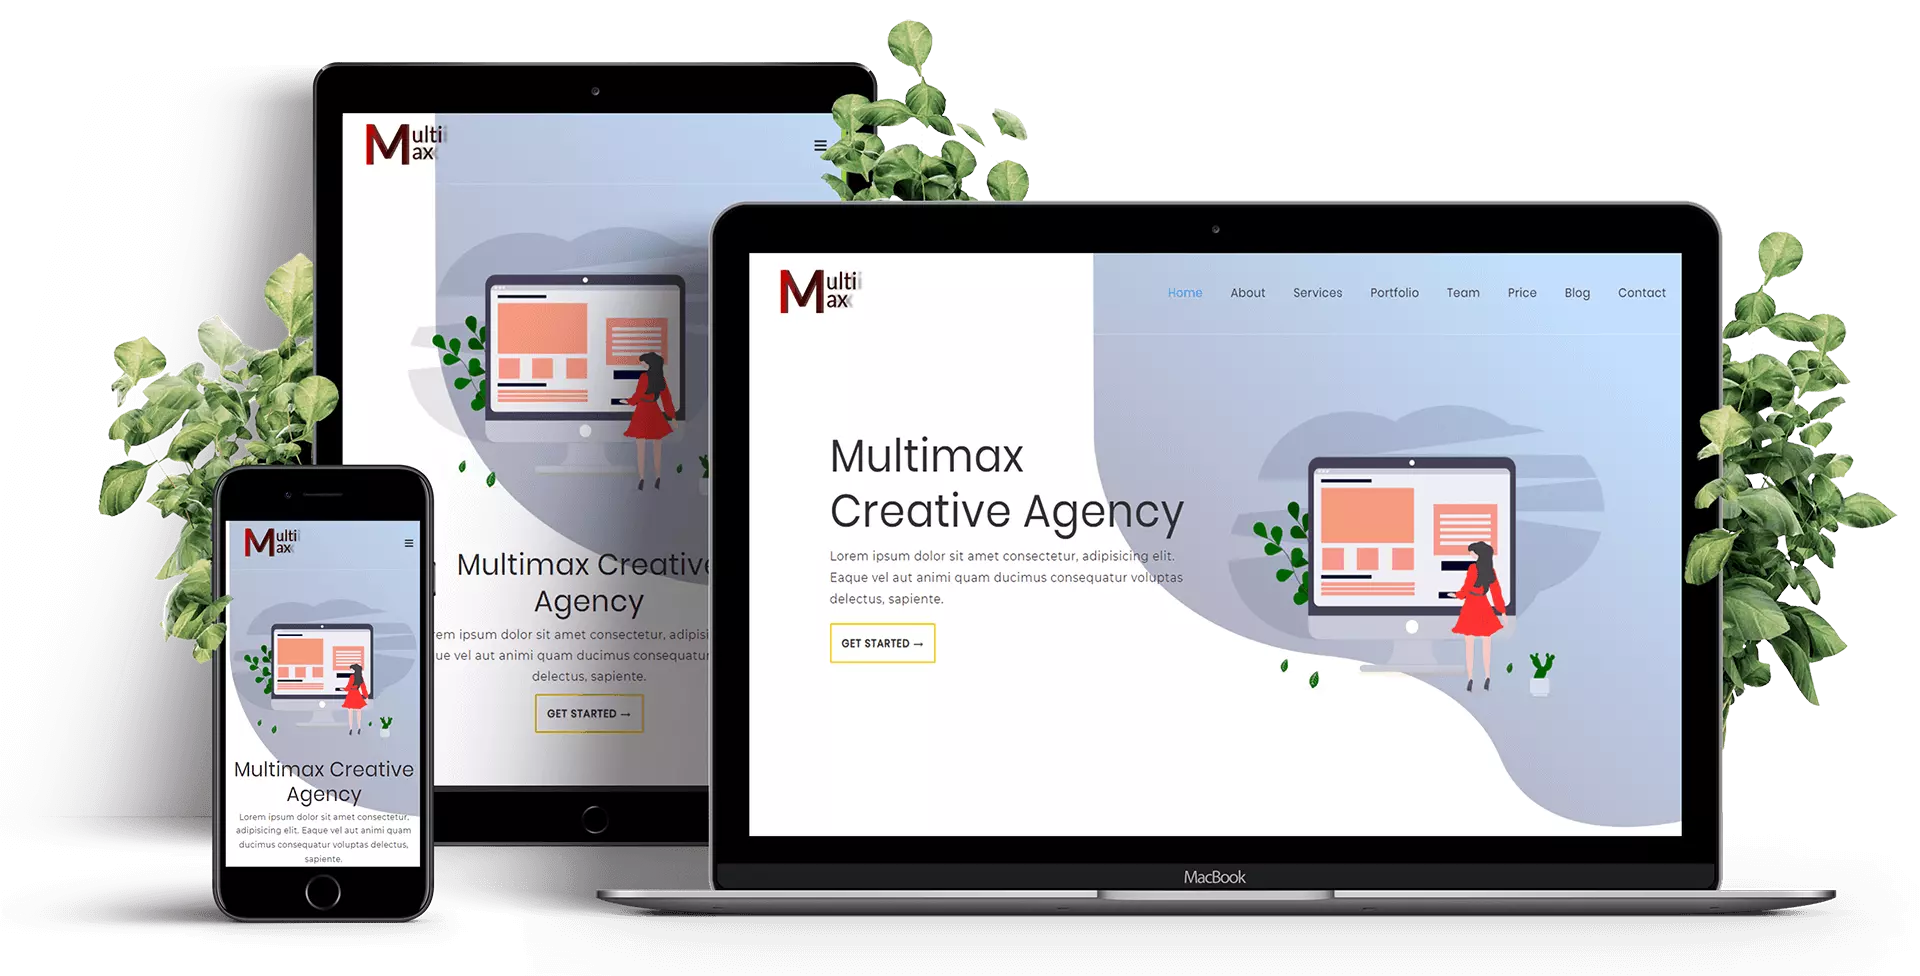 Multi
Max
Multimax Creative
Agency
rem ipsum dolor sit amet consectetur, adipisi
ue vel aut animi quam ducimus consequatur
delectus, sapiente.
GET STARTED →
Multi
Max
Home About Services Portfolio Team Price Blog Contact
Multimax
Creative Agency
Lorem ipsum dolor sit amet consectetur, adipisicing elit.
Eaque vel aut animi quam ducimus consequatur voluptas
delectus, sapiente.
GET STARTED →
MacBook
Multi
Max
Multimax Creative
Agency
Lorem ipsum dolor sit amet consectetur,
adipisicing elit. Eaque vel aut animi quam
ducimus consequatur voluptas delectus,
sapiente.